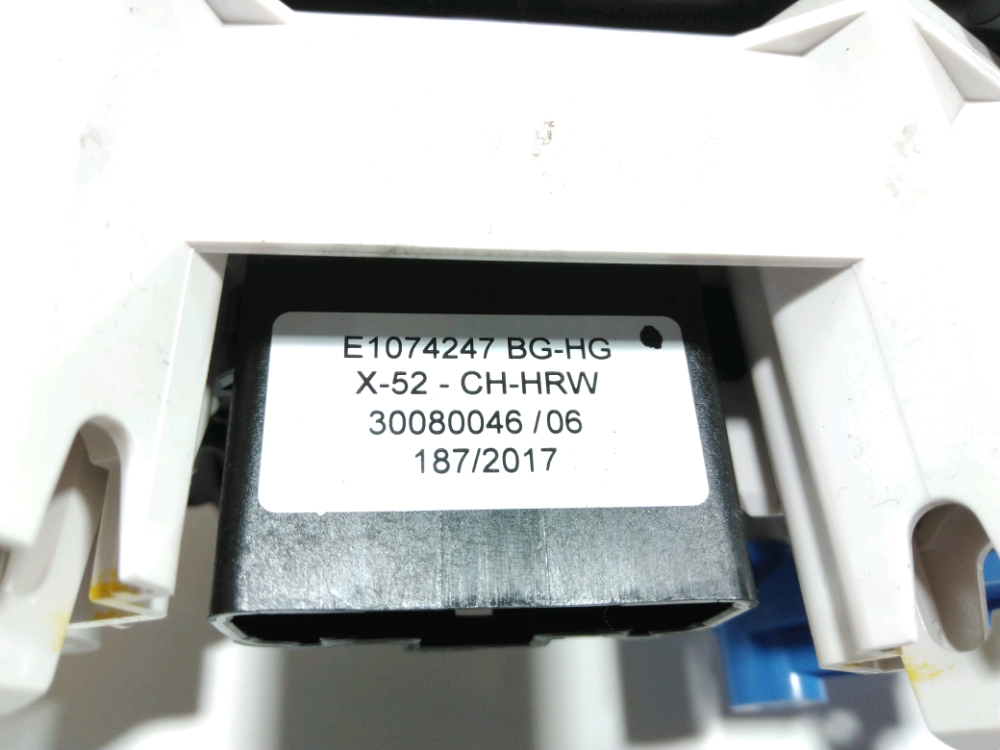 E1074247 BG-HG
X-52 - CH-HRW
30080046 /06
187/2017